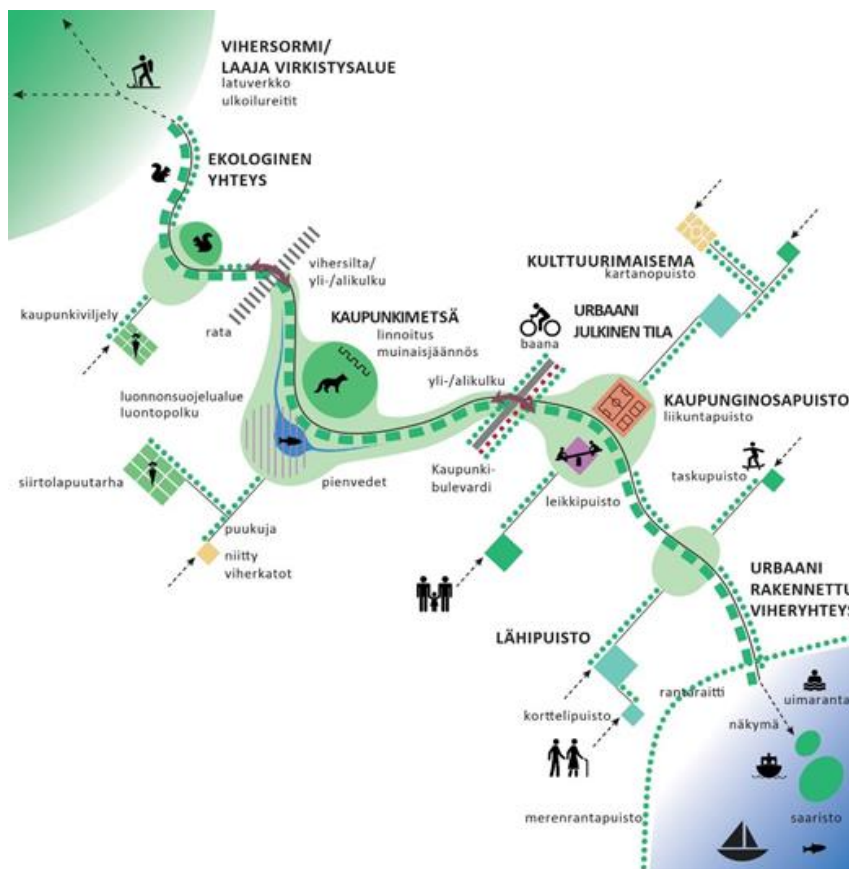 VIHERSORMI/
LAAJA VIRKISTYSALUE
latuverkko
ulkoilureitit
EKOLOGINEN
YHTEYS
kaupunkiviljely
rata
vihersilta/
yli-/alikulku
KAUPUNKIMETSÄ
linnoitus
muinaisjäännös
luonnonsuojelualue
luontopolku
siirtolapuutarha
puukuja
niitty
viherkatot
pienvedet
yli-/alikulku
baana
Kaupunki-
bulevardi
KULTTUURIMAISEMA
kartanopuisto
URBAANI
JULKINEN TILA
KAUPUNGINOSAPUISTO
liikuntapuisto
leikkipuisto
taskupuisto
URBAANI
RAKENNETTU
VIHERYHTEYS
LÄHIPUISTO
korttelipuisto
rantaraitti
merenrantapuisto
näkymä
uimaranta
saaristo